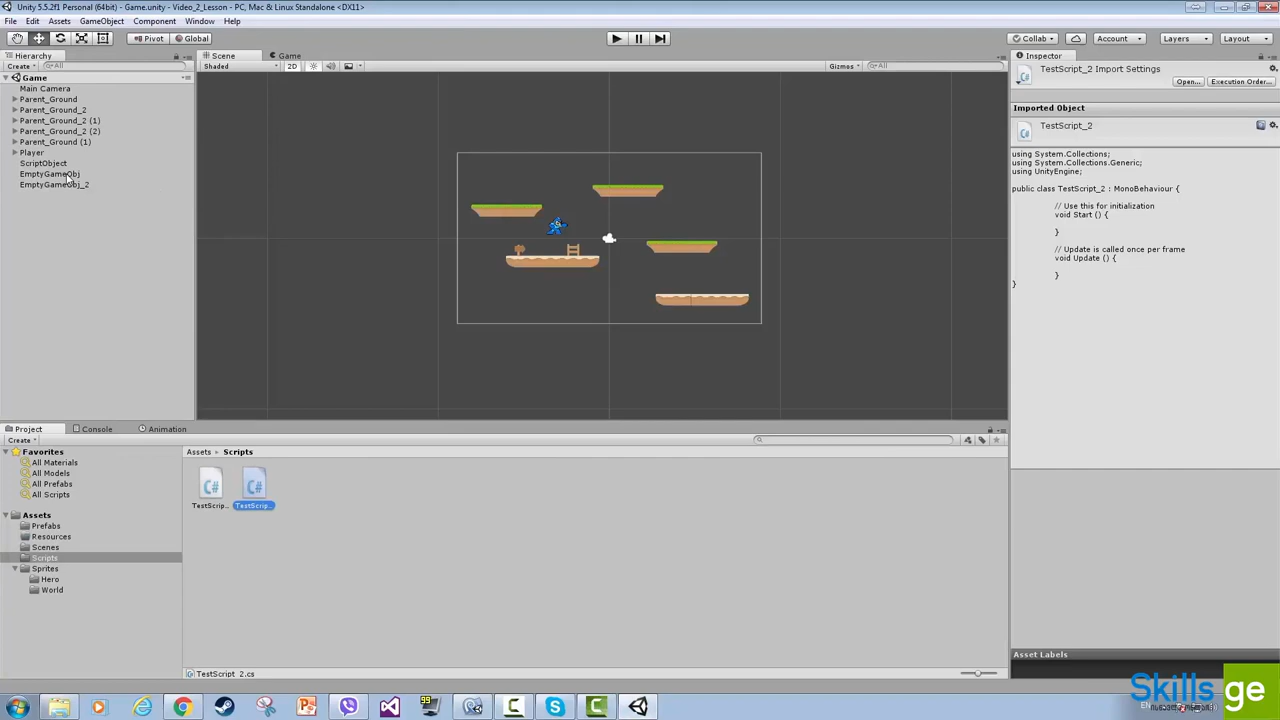 Unity 5.5.2f1 Personal (64bit) - Game.unity - Video_2_Lesson - PC, Mac & Linux Standalone <DX11>
File Edit Assets GameObject Component Window Help
Pivot Global Collab Account Layers Layout
Hierarchy Scene Game Inspector
Create All Shaded 2D Gizmos All
TestScript_2 Import Settings
Open... Execution Order...
Game
Main Camera
Parent_Ground
Parent_Ground_2
Parent_Ground_2 (1)
Parent_Ground_2 (2)
Parent_Ground (1)
Player
ScriptObject
EmptyGameObj
EmptyGameObj_2
Imported Object
TestScript_2
using System.Collections;
using System.Collections.Generic;
using UnityEngine;
public class TestScript_2 : MonoBehaviour {
// Use this for initialization
void Start () {
}
// Update is called once per frame
void Update () {
}
}
Project Console Animation
Create
Favorites
All Materials
All Models
All Prefabs
All Scripts
Assets
Prefabs
Resources
Scenes
Scripts
Sprites
Hero
World
Assets Scripts
C# C#
TestScrip... TestScrip...
TestScript_2.cs
Asset Labels
99
Skills ge